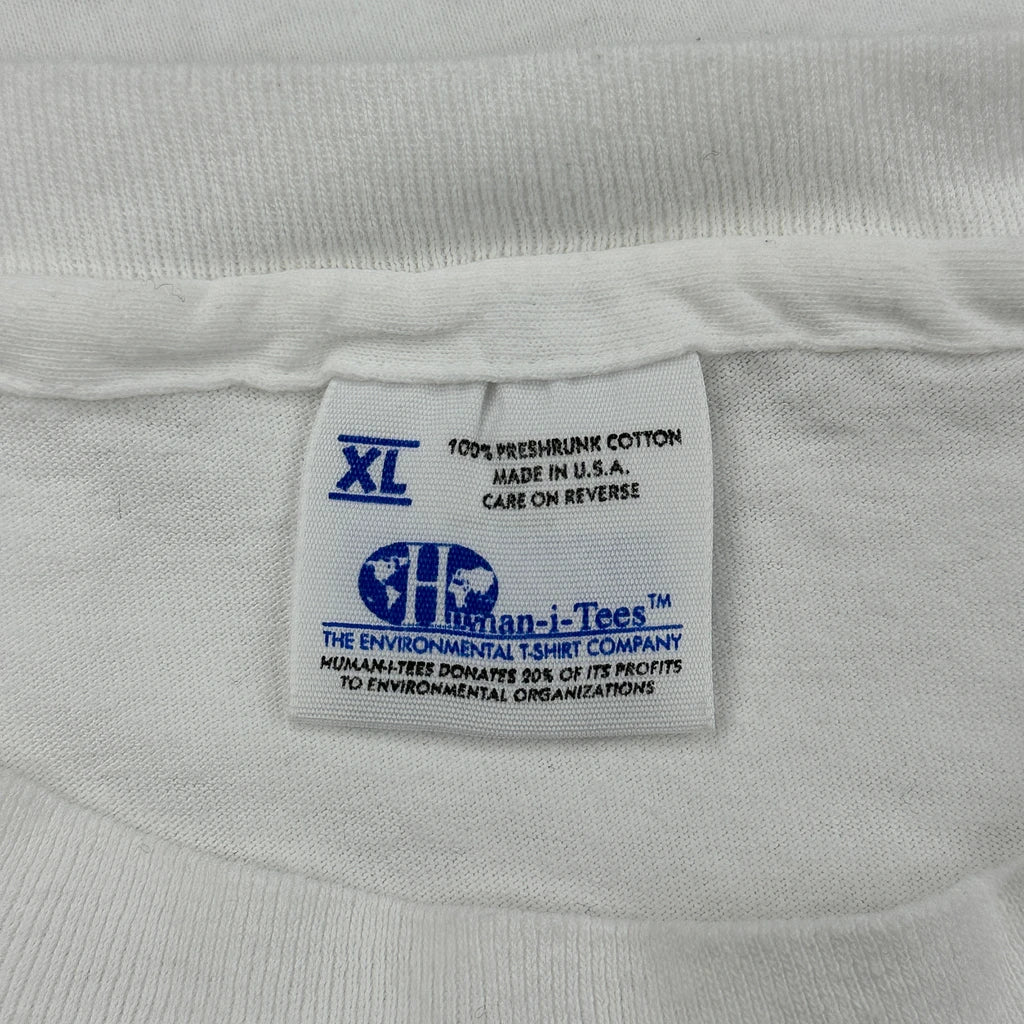 XL
100% PRESHRUNK COTTON
MADE IN U.S.A.
CARE ON REVERSE
Human-i-Tees™
THE ENVIRONMENTAL T-SHIRT COMPANY
HUMAN-I-TEES DONATES 20% OF ITS PROFITS
TO ENVIRONMENTAL ORGANIZATIONS